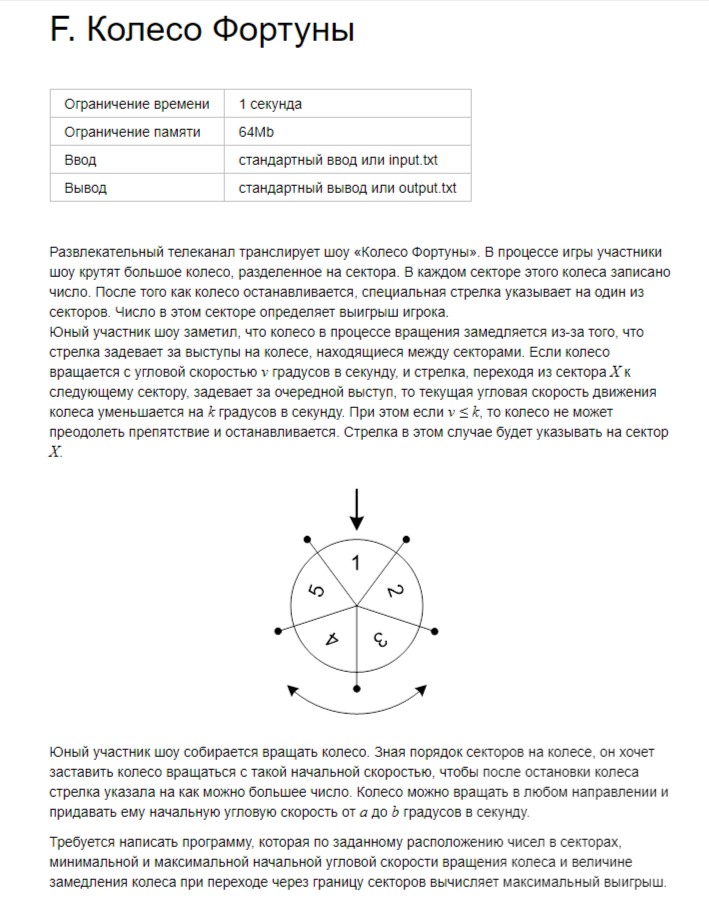 F. Колесо Фортуны
Ограничение времени 1 секунда
Ограничение памяти 64Mb
Ввод стандартный ввод или input.txt
Вывод стандартный вывод или output.txt
Развлекательный телеканал транслирует шоу «Колесо Фортуны». В процессе игры участники
шоу крутят большое колесо, разделенное на сектора. В каждом секторе этого колеса записано
число. После того как колесо останавливается, специальная стрелка указывает на один из
секторов. Число в этом секторе определяет выигрыш игрока.
Юный участник шоу заметил, что колесо в процессе вращения замедляется из-за того, что
стрелка задевает за выступы на колесе, находящиеся между секторами. Если колесо
вращается с угловой скоростью v градусов в секунду, и стрелка, переходя из сектора X к
следующему сектору, задевает за очередной выступ, то текущая угловая скорость движения
колеса уменьшается на k градусов в секунду. При этом если v ≤ k, то колесо не может
преодолеть препятствие и останавливается. Стрелка в этом случае будет указывать на сектор
X.
1
5 2
4 3
Юный участник шоу собирается вращать колесо. Зная порядок секторов на колесе, он хочет
заставить колесо вращаться с такой начальной скоростью, чтобы после остановки колеса
стрелка указала на как можно большее число. Колесо можно вращать в любом направлении и
придавать ему начальную угловую скорость от a до b градусов в секунду.
Требуется написать программу, которая по заданному расположению чисел в секторах,
минимальной и максимальной начальной угловой скорости вращения колеса и величине
замедления колеса при переходе через границу секторов вычисляет максимальный выигрыш.